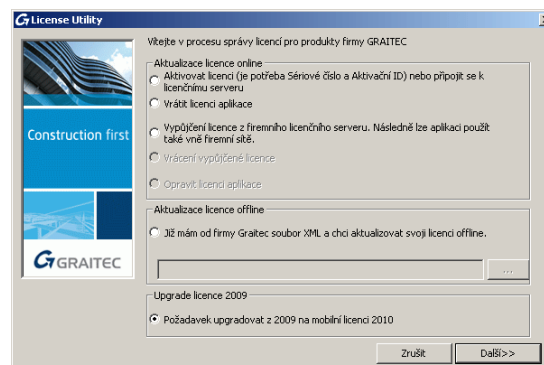 License Utility
Vítejte v procesu správy licencí pro produkty firmy GRAITEC
Aktualizace licence online
Aktivovat licenci (je potřeba Sériové číslo a Aktivační ID) nebo připojit se k
licenčnímu serveru
Vrátit licenci aplikace
Vypůjčení licence z firemního licenčního serveru. Následně lze aplikaci použít
také vně firemní sítě.
Vrácení vypůjčené licence
Opravit licenci aplikace
Construction first
Aktualizace licence offline
Již mám od firmy Graitec soubor XML a chci aktualizovat svoji licenci offline.
...
GRAITEC
Upgrade licence 2009
Požadavek upgradovat z 2009 na mobilní licenci 2010
Zrušit
Další>>